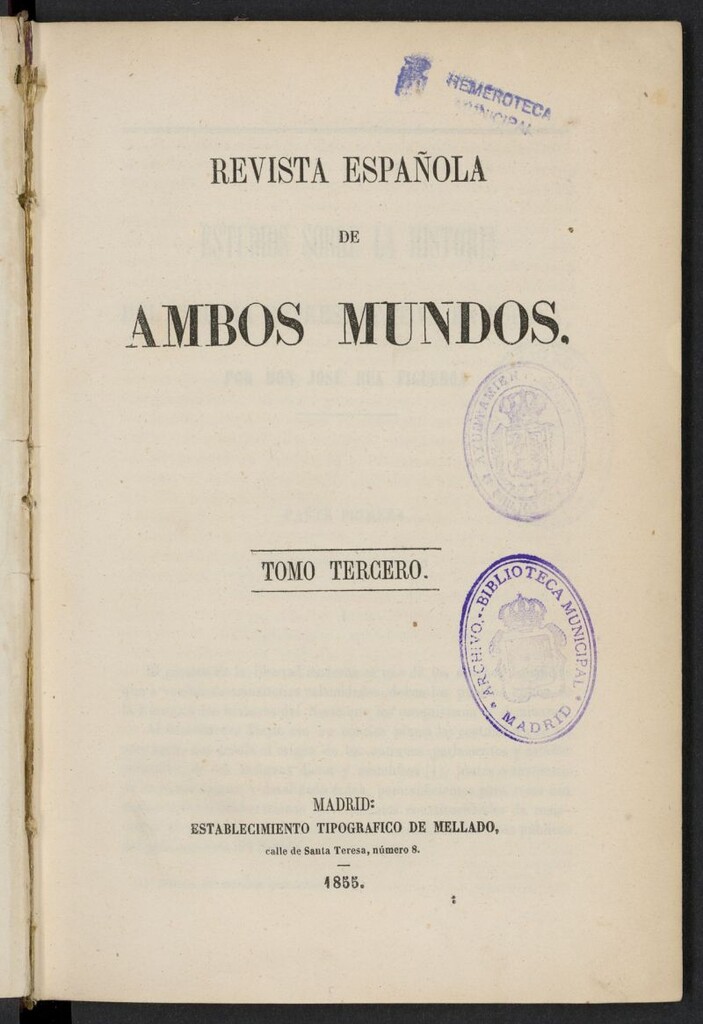 HEMEROTECA
MUNICIPAL
REVISTA ESPAÑOLA
DE
AMBOS MUNDOS.
TOMO TERCERO.
ARCHIVO.-BIBLIOTECA MUNICIPAL
* MADRID *
MADRID:
ESTABLECIMIENTO TIPOGRAFICO DE MELLADO,
calle de Santa Teresa, número 8.
1855.